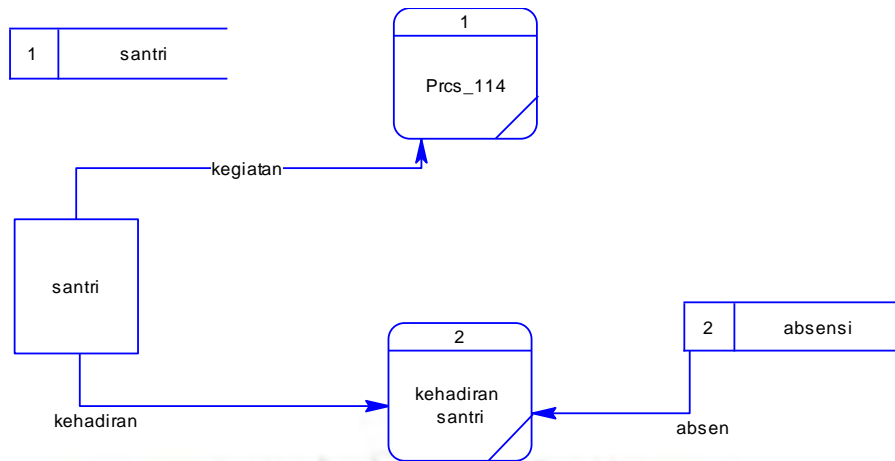 1
1 santri
Prcs_114
kegiatan
santri
2
2 absensi
kehadiran
santri
kehadiran
absen